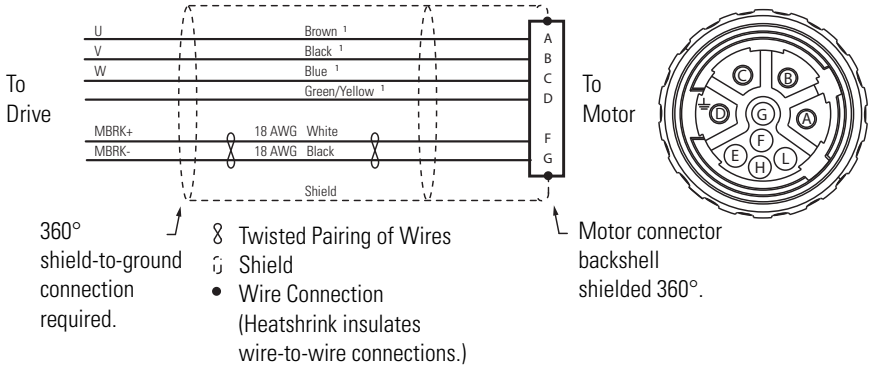 U Brown 1 A
V Black 1 B
W Blue 1 C
Green/Yellow 1 D
To Drive
To Motor
MBRK+ 18 AWG White F
MBRK- 18 AWG Black G
Shield
C B
D G A
F
E H L
360°
shield-to-ground
connection
required.
Twisted Pairing of Wires
Shield
Wire Connection
(Heatshrink insulates
wire-to-wire connections.)
Motor connector
backshell
shielded 360°.